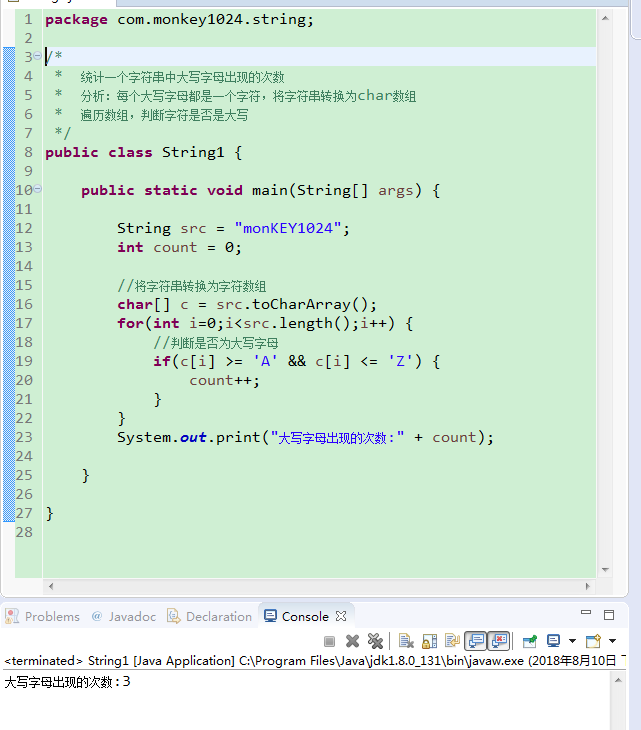 1 package com.monkey1024.string;
2
3 /*
4  *  统计一个字符串中大写字母出现的次数
5  *  分析：每个大写字母都是一个字符，将字符串转换为char数组
6  *  遍历数组，判断字符是否是大写
7  */
8 public class String1 {
9
10     public static void main(String[] args) {
11
12         String src = "monKEY1024";
13         int count = 0;
14
15         //将字符串转换为字符数组
16         char[] c = src.toCharArray();
17         for(int i=0;i<src.length();i++) {
18             //判断是否为大写字母
19             if(c[i] >= 'A' && c[i] <= 'Z') {
20                 count++;
21             }
22         }
23         System.out.print("大写字母出现的次数:" + count);
24
25     }
26
27 }
28
Problems @ Javadoc Declaration Console
<terminated> String1 [Java Application] C:\Program Files\Java\jdk1.8.0_131\bin\javaw.exe (2018年8月10日
大写字母出现的次数:3